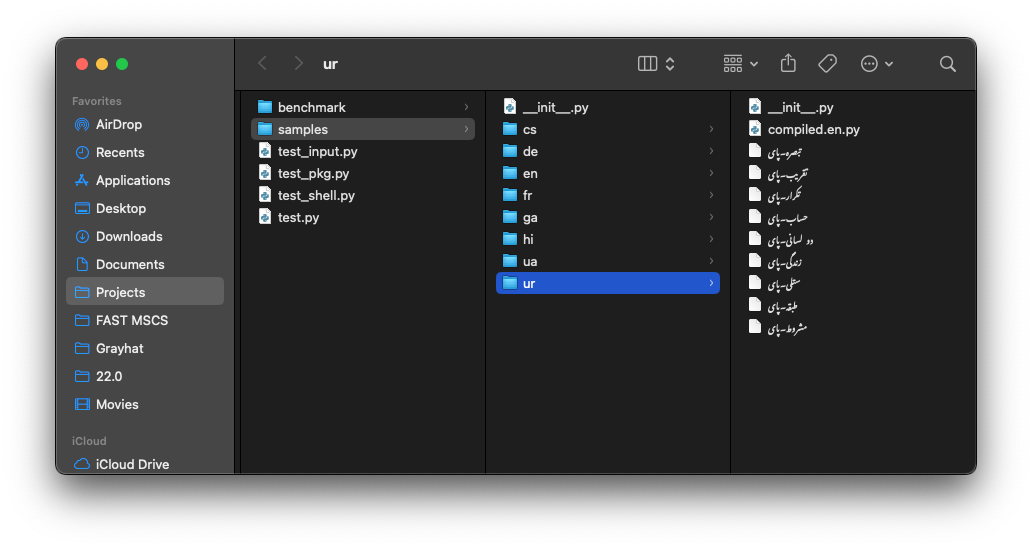 ur
Favorites
AirDrop
Recents
Applications
Desktop
Downloads
Documents
Projects
FAST MSCS
Grayhat
22.0
Movies
iCloud
iCloud Drive
benchmark
samples
test_input.py
test_pkg.py
test_shell.py
test.py
__init__.py
cs
de
en
fr
ga
hi
ua
ur
__init__.py
compiled.en.py
تبصرہ۔پای
تقریب۔پای
تکرار۔پای
حساب۔پای
دو لسانی۔پای
زندگی۔پای
ستلی۔پای
طبقہ۔پای
مشروط۔پای